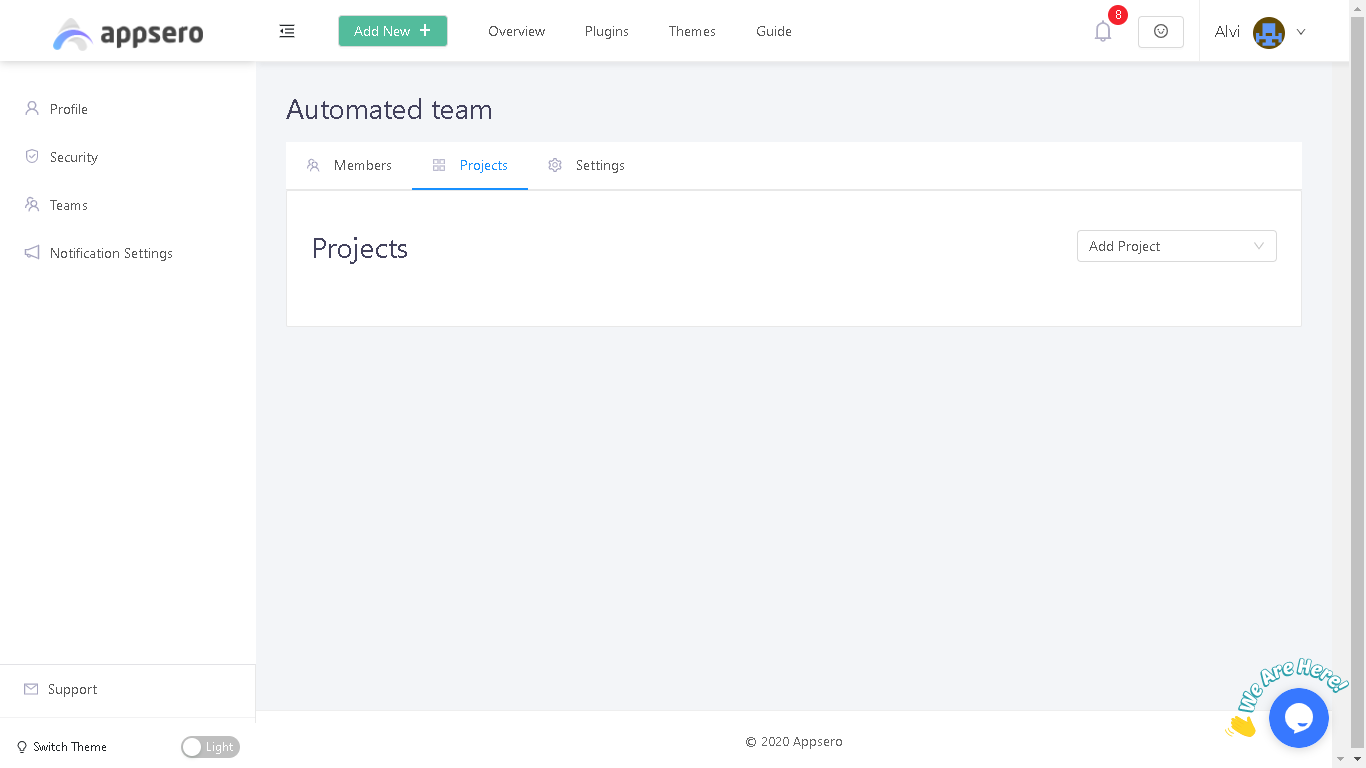 appsero
Add New +
Overview
Plugins
Themes
Guide
8
Alvi
Profile
Security
Teams
Notification Settings
Automated team
Members
Projects
Settings
Projects
Add Project
We Are Here!
Support
Switch Theme
Light
© 2020 Appsero